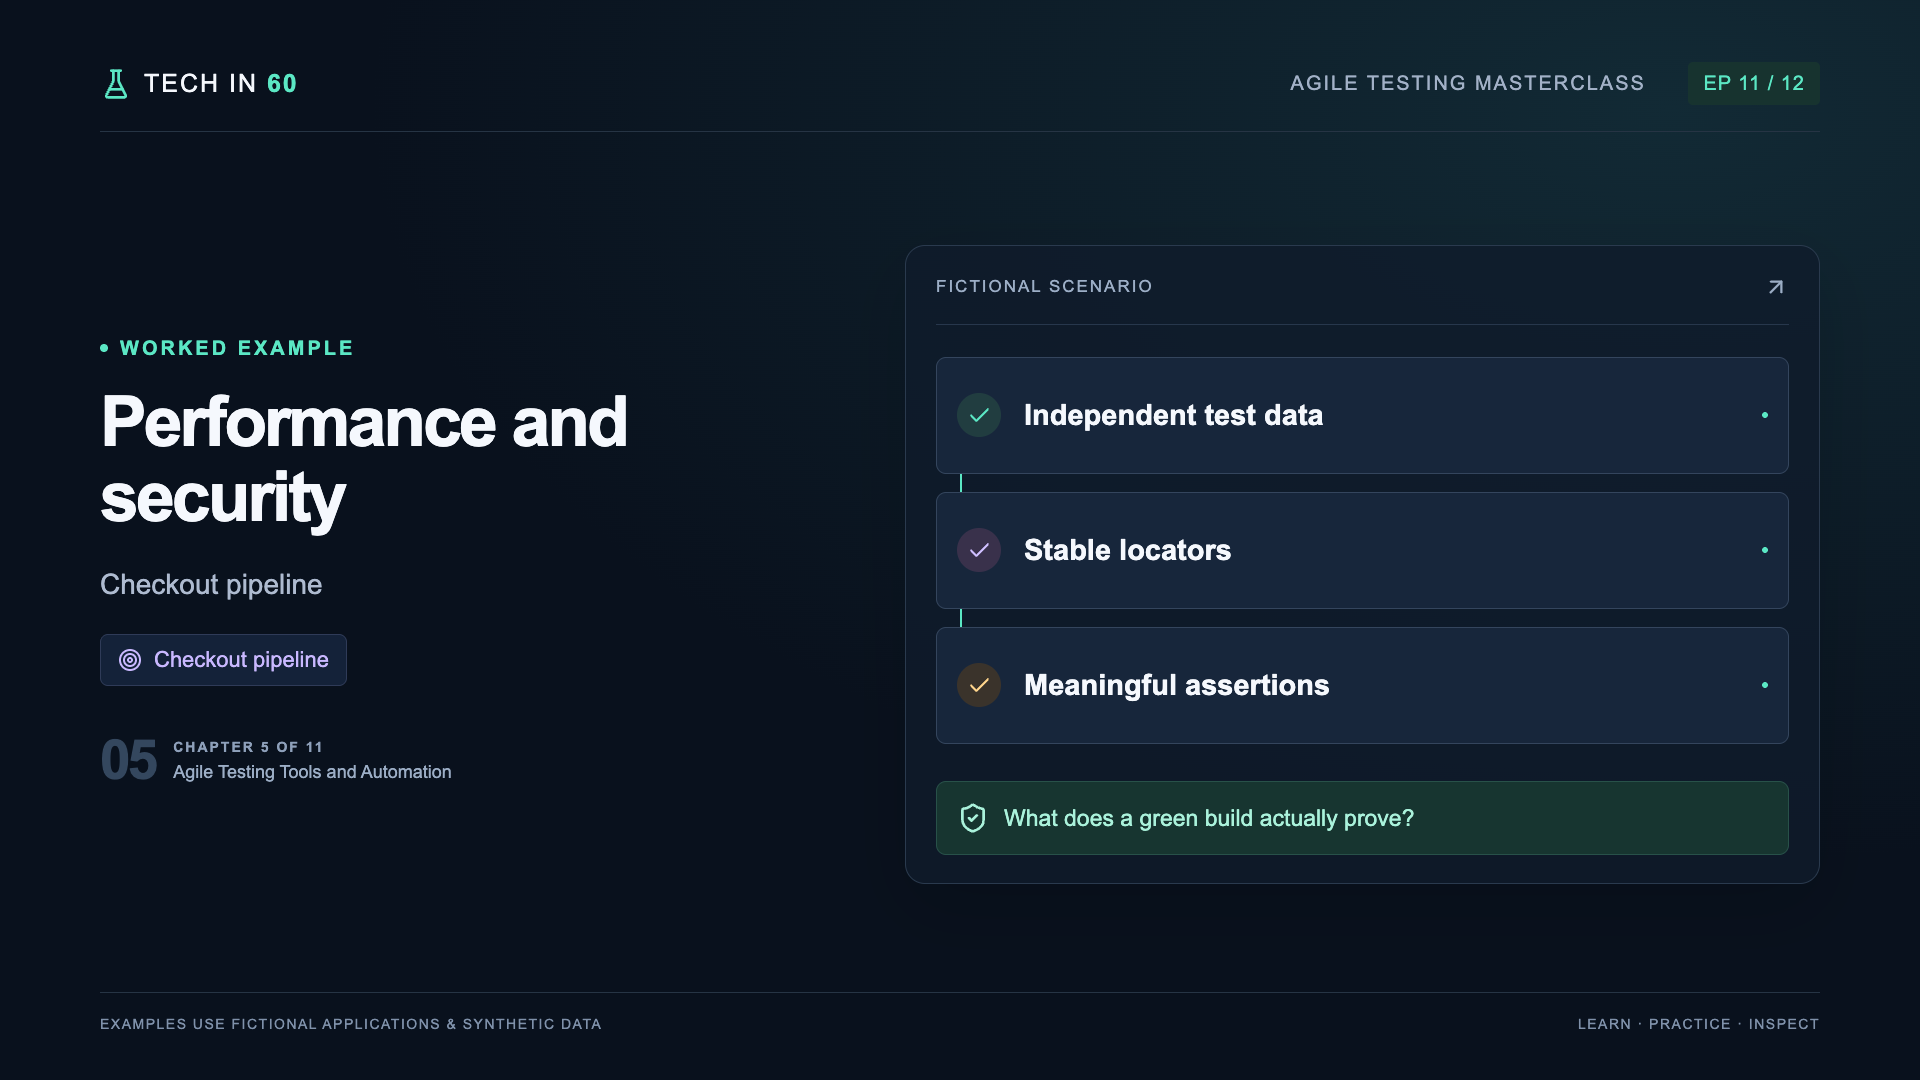 TECH IN 60
AGILE TESTING MASTERCLASS
EP 11 / 12
WORKED EXAMPLE
Performance and
security
Checkout pipeline
Checkout pipeline
05
CHAPTER 5 OF 11
Agile Testing Tools and Automation
FICTIONAL SCENARIO
Independent test data
Stable locators
Meaningful assertions
What does a green build actually prove?
EXAMPLES USE FICTIONAL APPLICATIONS & SYNTHETIC DATA
LEARN · PRACTICE · INSPECT